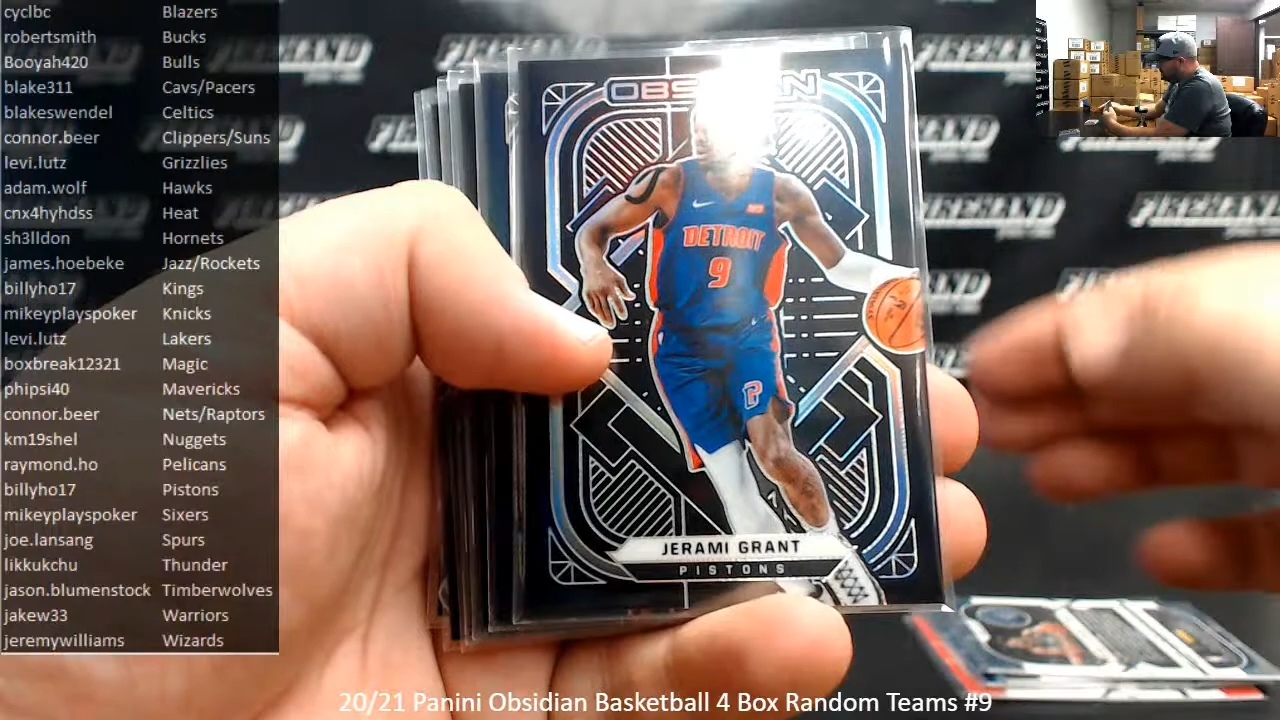 cyclbc Blazers
robertsmith Bucks
Booyah420 Bulls
blake311 Cavs/Pacers
blakeswendel Celtics
connor.beer Clippers/Suns
levi.lutz Grizzlies
adam.wolf Hawks
cnx4hyhdss Heat
sh3lldon Hornets
james.hoebeke Jazz/Rockets
billyho17 Kings
mikeyplayspoker Knicks
levi.lutz Lakers
boxbreak12321 Magic
phipsi40 Mavericks
connor.beer Nets/Raptors
km19shel Nuggets
raymond.ho Pelicans
billyho17 Pistons
mikeyplayspoker Sixers
joe.lansang Spurs
likkukchu Thunder
jason.blumenstock Timberwolves
jakew33 Warriors
jeremywilliams Wizards
FIREHAND
DETROIT
9
JERAMI GRANT
PISTONS
20/21 Panini Obsidian Basketball 4 Box Random Teams #9